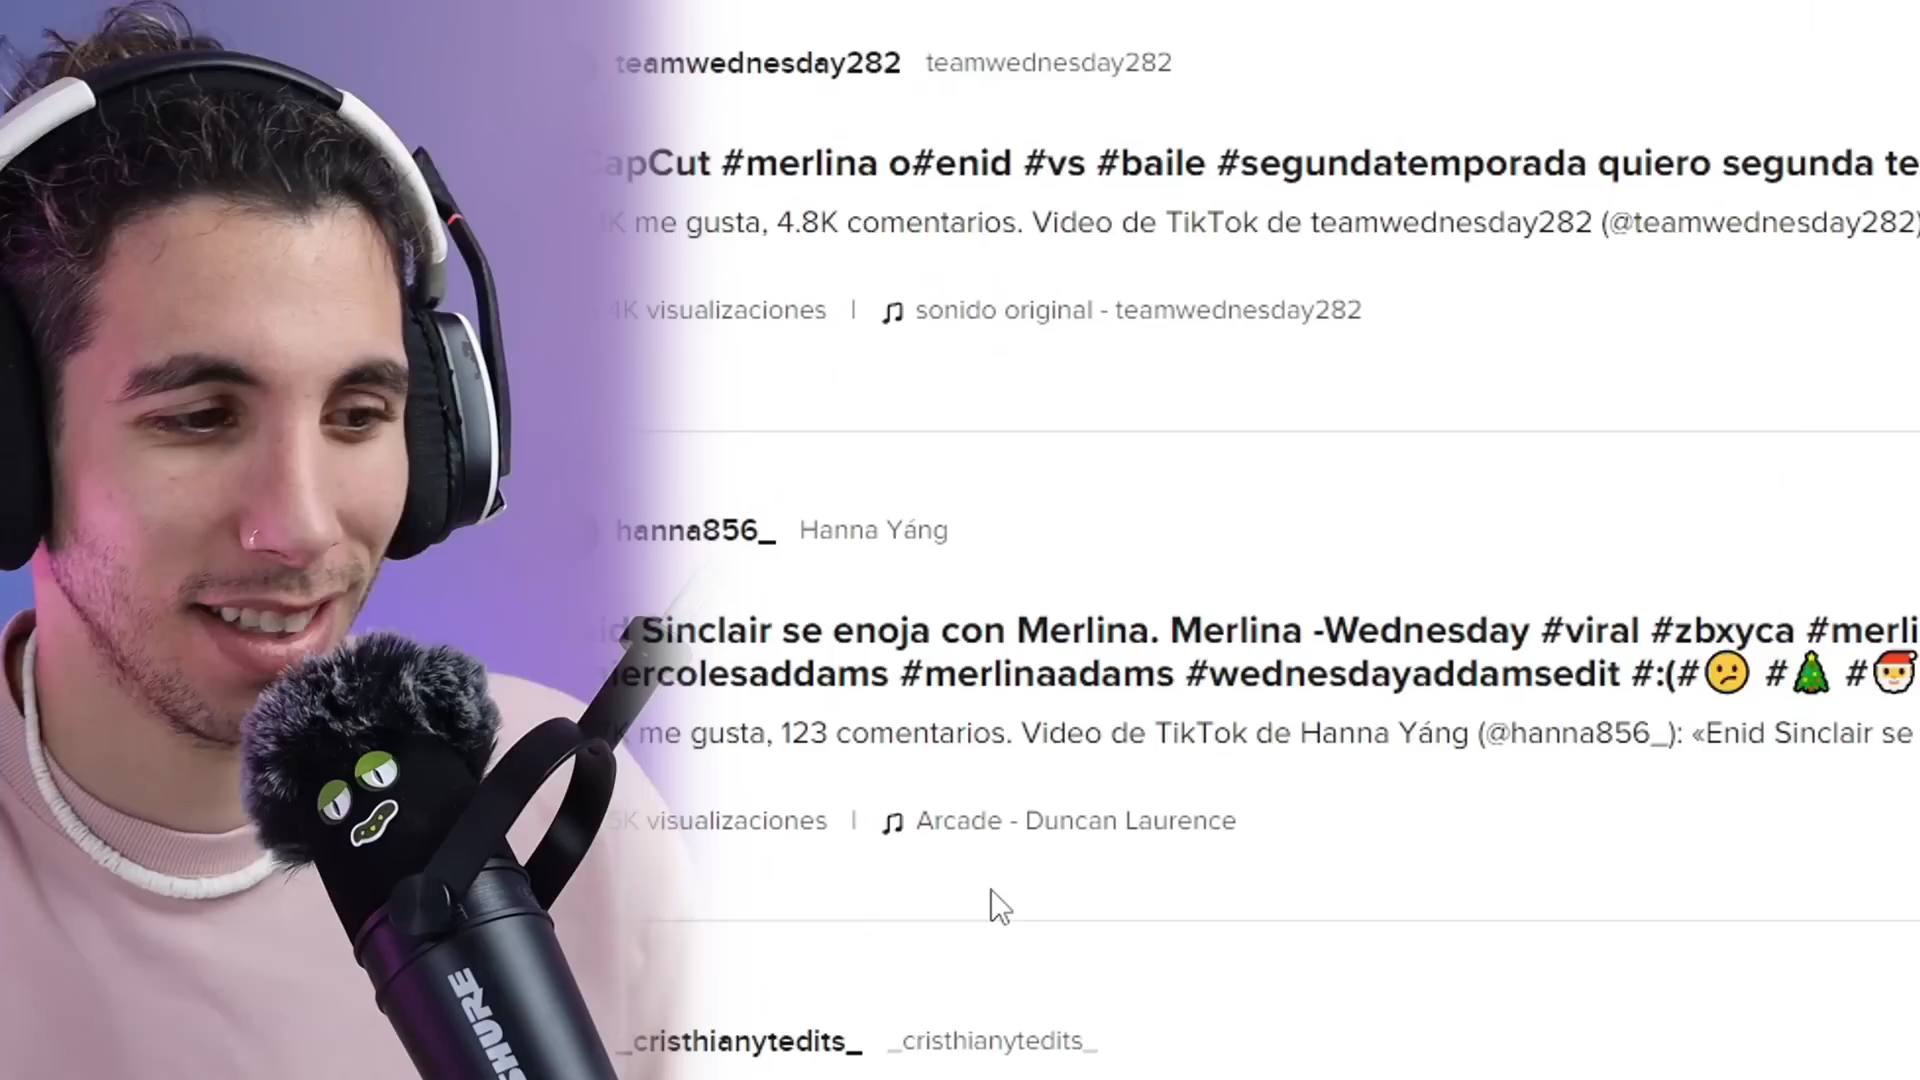 teamwednesday282 teamwednesday282
CapCut #merlina o#enid #vs #baile #segundatemporada quiero segunda te
K me gusta, 4.8K comentarios. Video de TikTok de teamwednesday282 (@teamwednesday282)
4K visualizaciones | sonido original - teamwednesday282
hanna856_ Hanna Yáng
Sinclair se enoja con Merlina. Merlina -Wednesday #viral #zbxyca #merli
iercolesaddams #merlinaadams #wednesdayaddamsedit #:(#😕 #🎄 #🎅
K me gusta, 123 comentarios. Video de TikTok de Hanna Yáng (@hanna856_): «Enid Sinclair se
K visualizaciones | Arcade - Duncan Laurence
_cristhianytedits_ _cristhianytedits_
SHURE